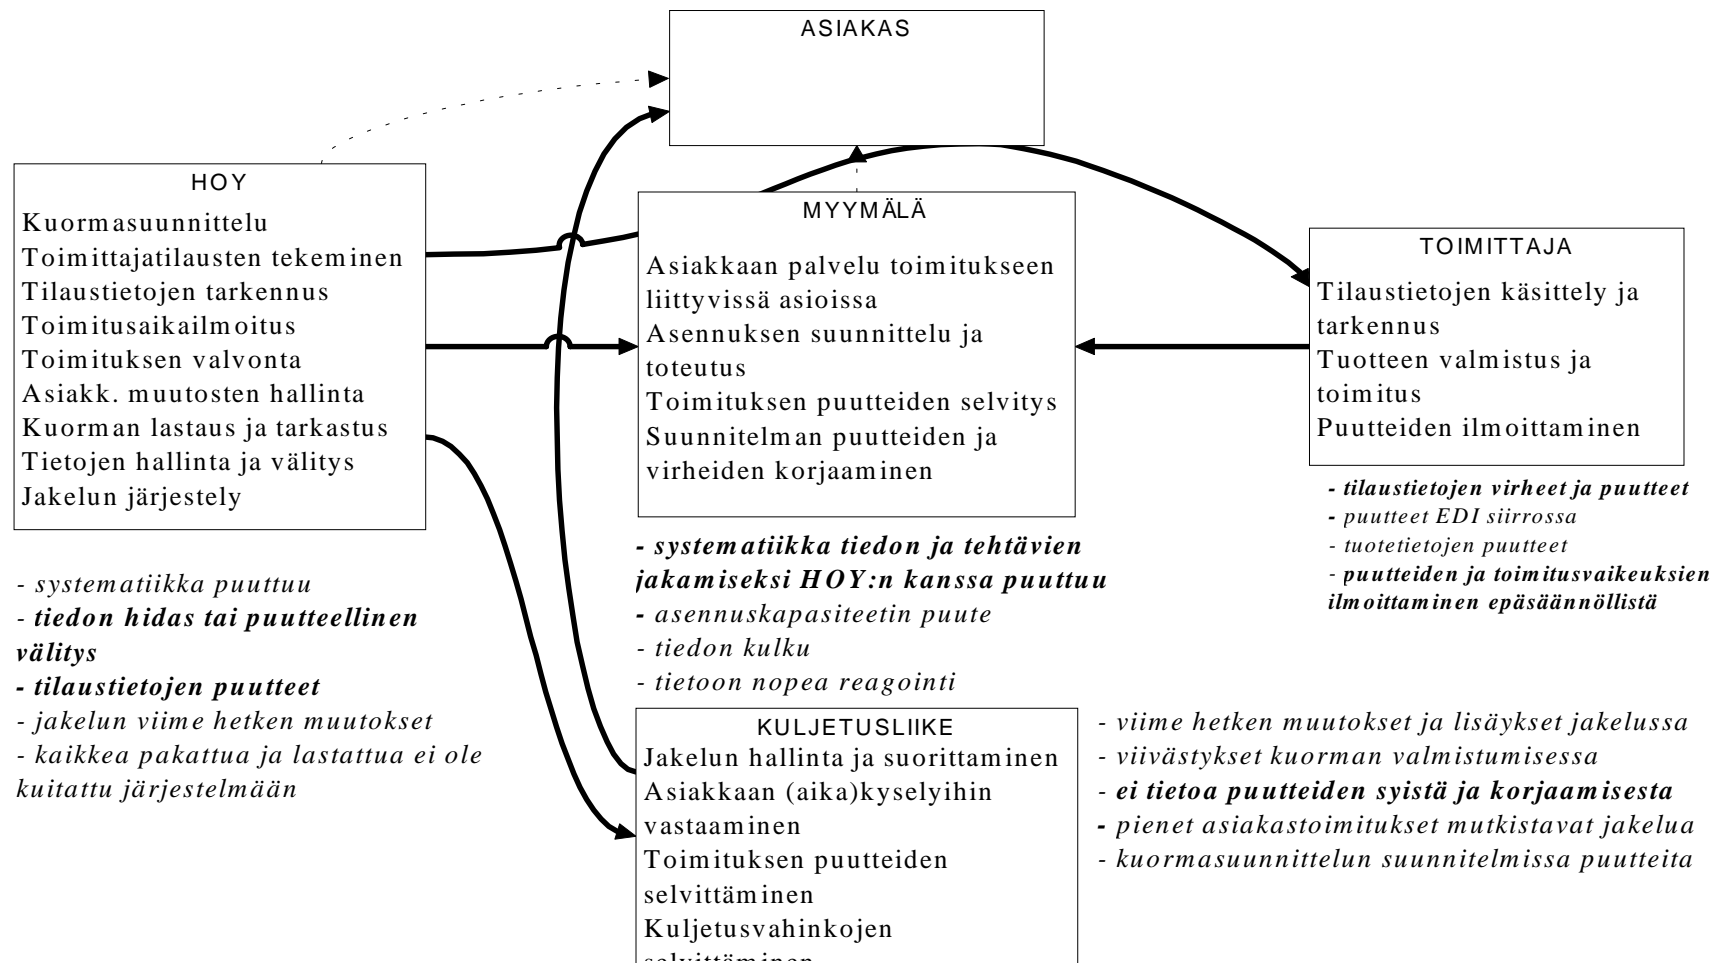 ASIAKAS
HOY
Kuormasuunnittelu
Toimittajatilausten tekeminen
Tilaustietojen tarkennus
Toimitusaikailmoitus
Toimituksen valvonta
Asiakk. muutosten hallinta
Kuorman lastaus ja tarkastus
Tietojen hallinta ja välitys
Jakelun järjestely
- systematiikka puuttuu
- tiedon hidas tai puutteellinen
välitys
- tilaustietojen puutteet
- jakelun viime hetken muutokset
- kaikkea pakattua ja lastattua ei ole
kuitattu järjestelmään
MYYMÄLÄ
Asiakkaan palvelu toimitukseen
liittyvissä asioissa
Asennuksen suunnittelu ja
toteutus
Toimituksen puutteiden selvitys
Suunnitelman puutteiden ja
virheiden korjaaminen
- systematiikka tiedon ja tehtävien
jakamiseksi HOY:n kanssa puuttuu
- asennuskapasiteetin puute
- tiedon kulku
- tietoon nopea reagointi
TOIMITTAJA
Tilaustietojen käsittely ja
tarkennus
Tuotteen valmistus ja
toimitus
Puutteiden ilmoittaminen
- tilaustietojen virheet ja puutteet
- puutteet EDI siirrossa
- tuotetietojen puutteet
- puutteiden ja toimitusvaikeuksien
ilmoittaminen epäsäännöllistä
KULJETUSLIIKE
Jakelun hallinta ja suorittaminen
Asiakkaan (aika)kyselyihin
vastaaminen
Toimituksen puutteiden
selvittäminen
Kuljetusvahinkojen
selvittäminen
- viime hetken muutokset ja lisäykset jakelussa
- viivästykset kuorman valmistumisessa
- ei tietoa puutteiden syistä ja korjaamisesta
- pienet asiakastoimitukset mutkistavat jakelua
- kuormasuunnittelun suunnitelmissa puutteita